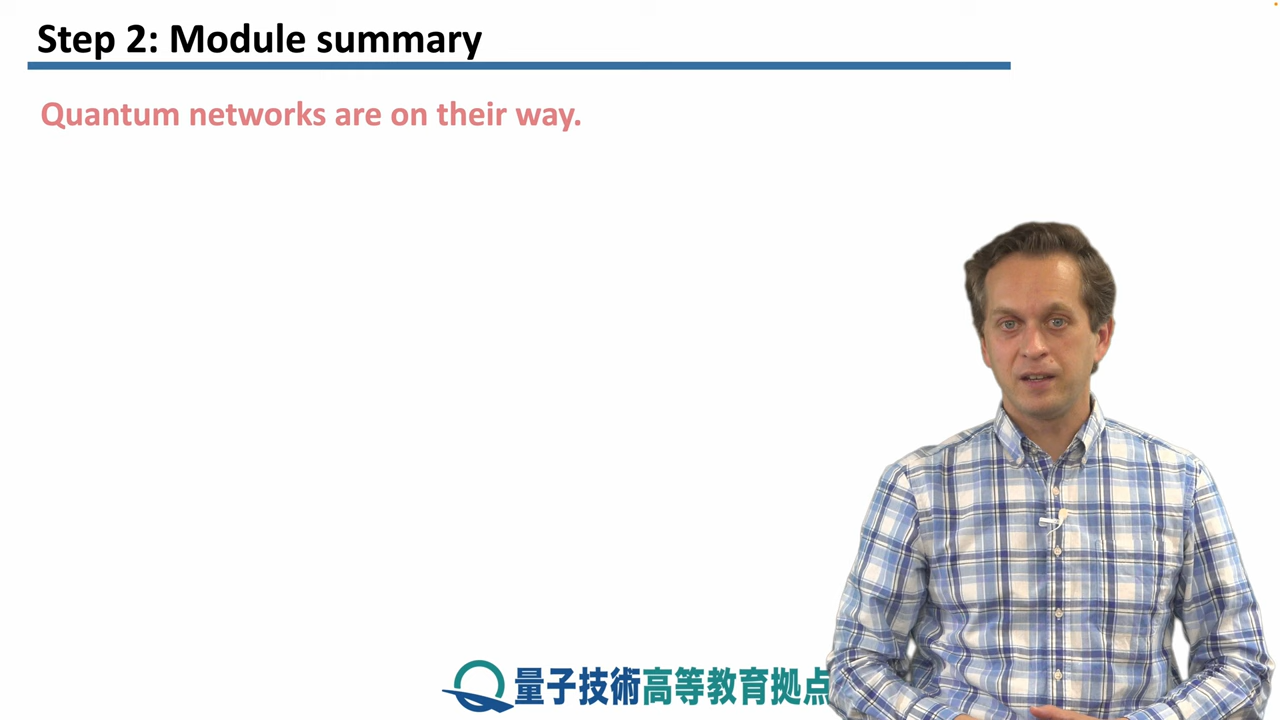 Step 2: Module summary
Quantum networks are on their way.
量子技術高等教育拠点